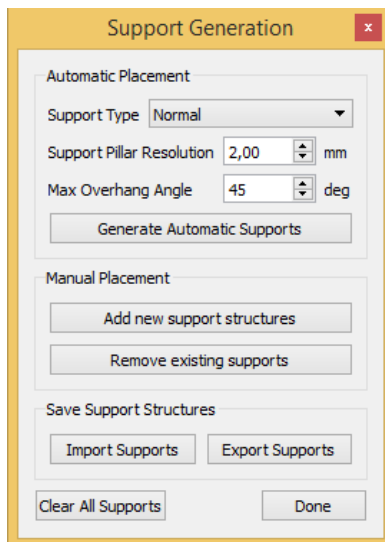 Support Generation
x
Automatic Placement
Support Type Normal
Support Pillar Resolution 2,00 mm
Max Overhang Angle 45 deg
Generate Automatic Supports
Manual Placement
Add new support structures
Remove existing supports
Save Support Structures
Import Supports Export Supports
Clear All Supports Done